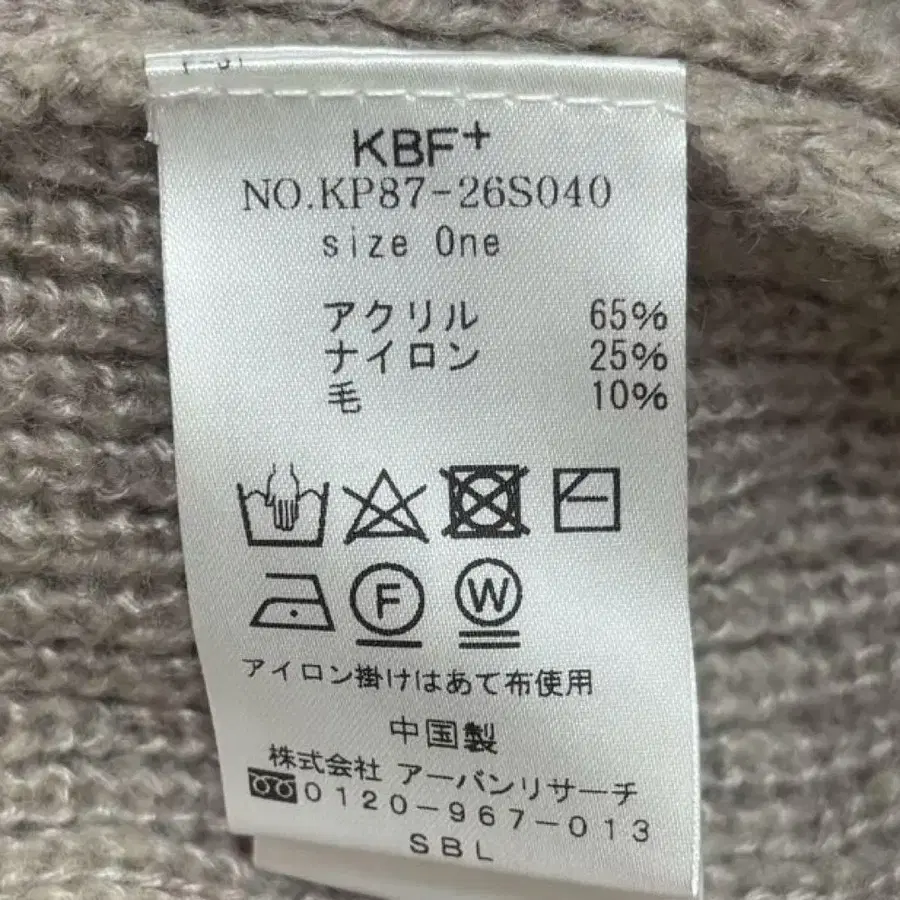 KBF+
NO.KP87-26S040
size One
アクリル 65%
ナイロン 25%
毛 10%
F W
アイロン掛けはあて布使用
中国製
株式会社 アーバンリサーチ
0120-967-013
SBL